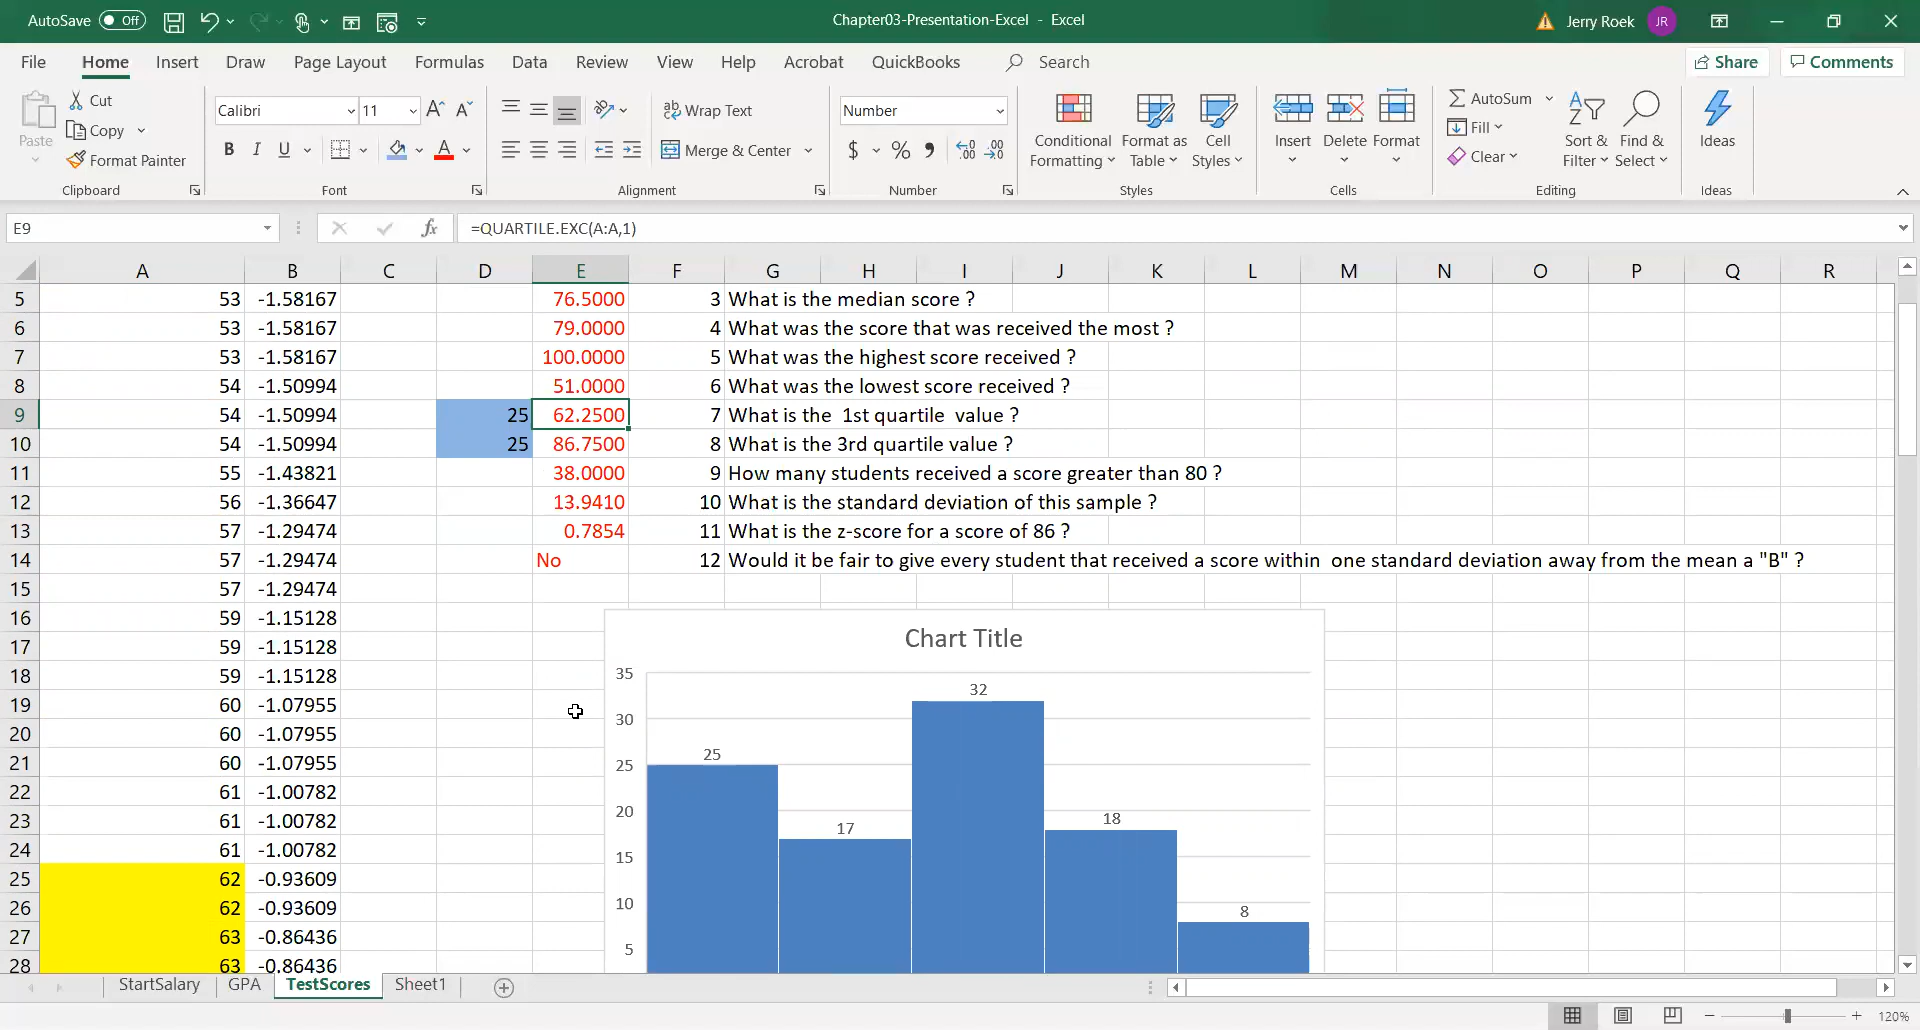 AutoSave Off Chapter03-Presentation-Excel - Excel Jerry Roek JR
File Home Insert Draw Page Layout Formulas Data Review View Help Acrobat QuickBooks Search Share Comments
Paste Cut Copy Format Painter
Clipboard
Calibri 11
B I U A
Font
Wrap Text
Merge & Center
Alignment
Number
$ % 9
Number
Conditional Formatting Format as Table Cell Styles
Styles
Insert Delete Format
Cells
AutoSum Fill Clear Sort & Filter Find & Select
Editing
Ideas
Ideas
E9 fx =QUARTILE.EXC(A:A,1)
A B C D E F G H I J K L M N O P Q R
5 53 -1.58167 76.5000 3 What is the median score ?
6 53 -1.58167 79.0000 4 What was the score that was received the most ?
7 53 -1.58167 100.0000 5 What was the highest score received ?
8 54 -1.50994 51.0000 6 What was the lowest score received ?
9 54 -1.50994 25 62.2500 7 What is the 1st quartile value ?
10 54 -1.50994 25 86.7500 8 What is the 3rd quartile value ?
11 55 -1.43821 38.0000 9 How many students received a score greater than 80 ?
12 56 -1.36647 13.9410 10 What is the standard deviation of this sample ?
13 57 -1.29474 0.7854 11 What is the z-score for a score of 86 ?
14 57 -1.29474 No 12 Would it be fair to give every student that received a score within one standard deviation away from the mean a "B" ?
15 57 -1.29474
16 59 -1.15128
17 59 -1.15128
18 59 -1.15128
19 60 -1.07955
20 60 -1.07955
21 60 -1.07955
22 61 -1.00782
23 61 -1.00782
24 61 -1.00782
25 62 -0.93609
26 62 -0.93609
27 63 -0.86436
28 63 -0.86436
Chart Title
35
30
25
20
15
10
5
25 17 32 18 8
StartSalary GPA TestScores Sheet1
120%